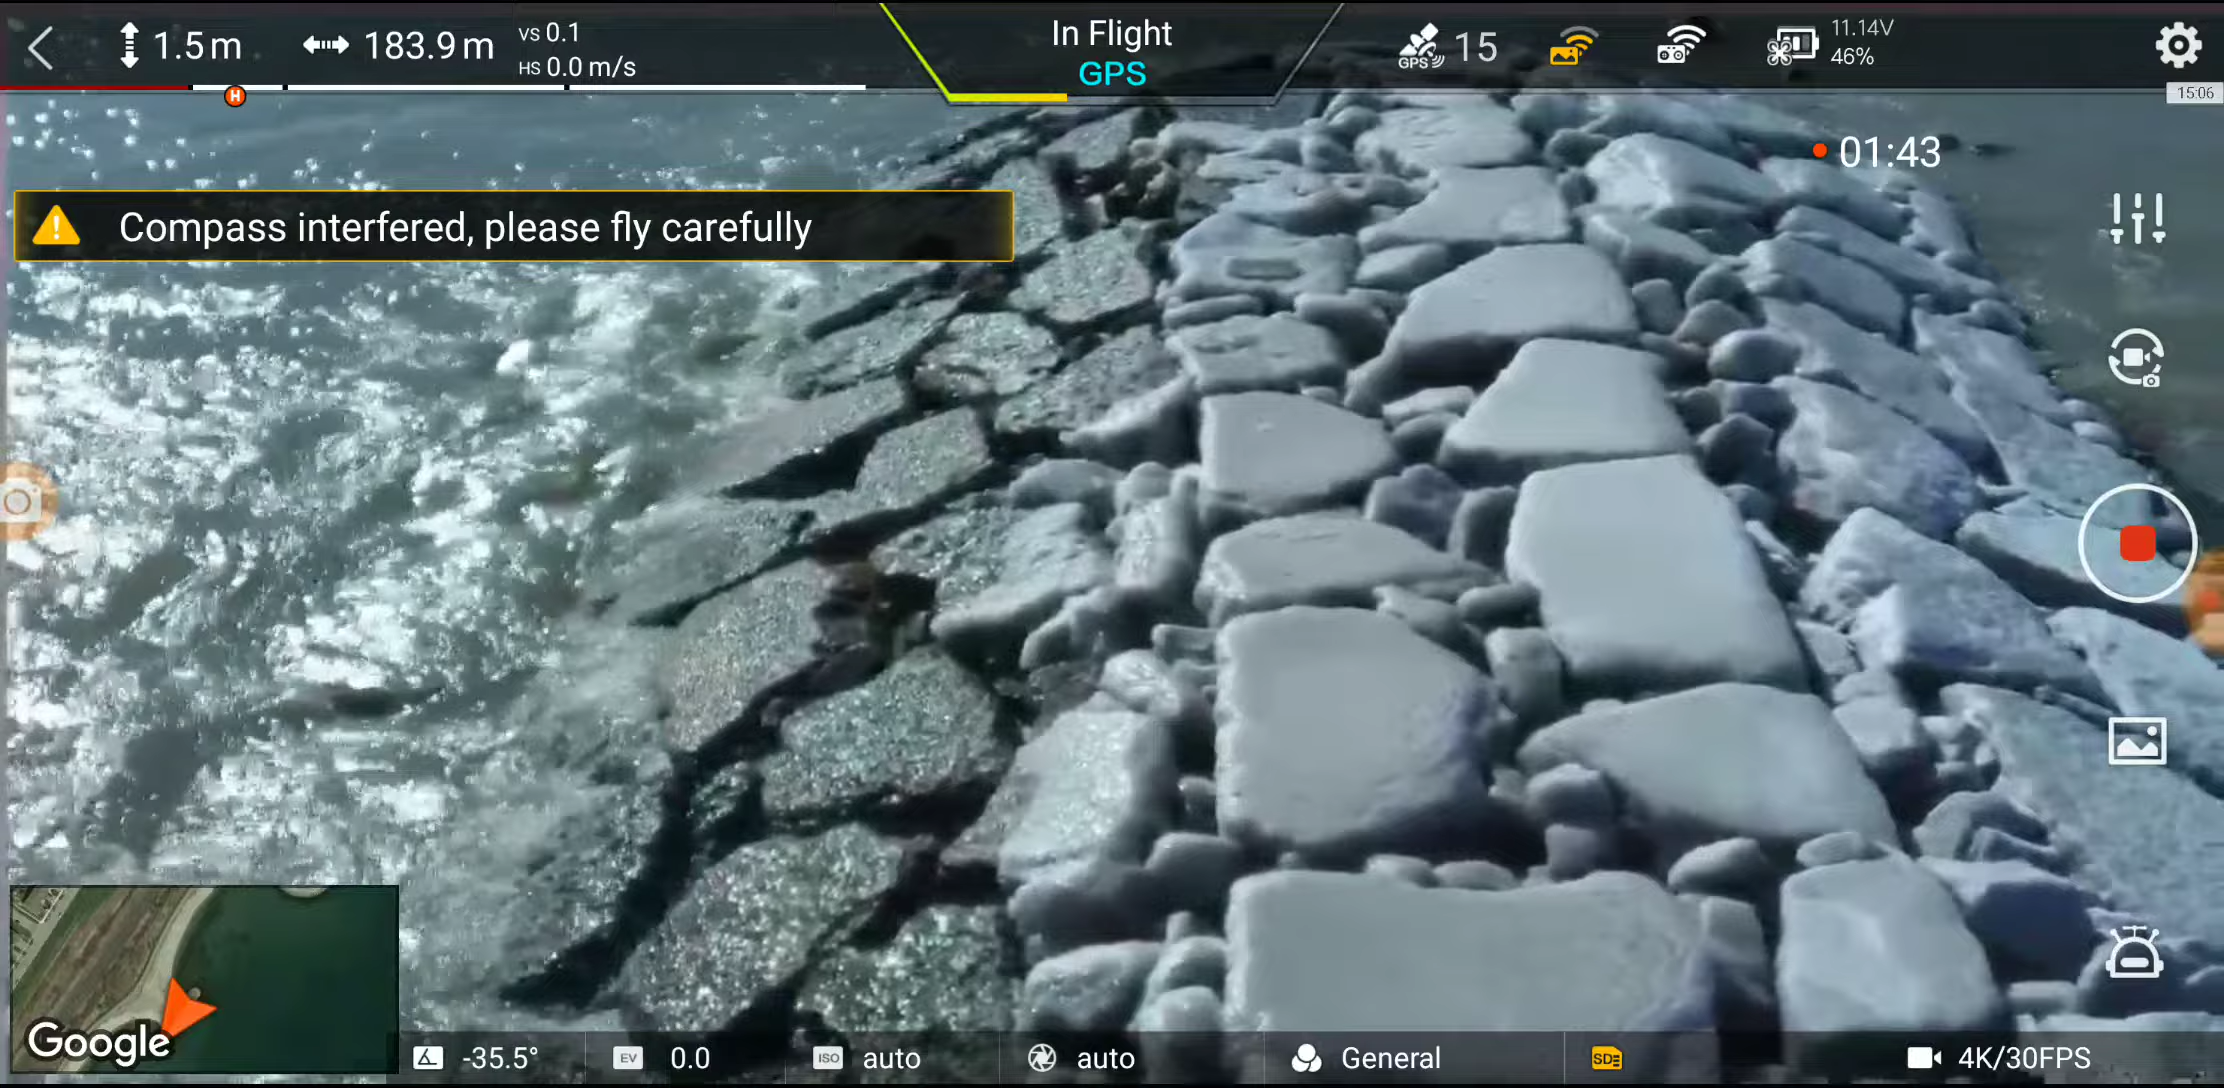 1.5m
183.9m
VS 0.1
HS 0.0 m/s
In Flight
GPS
GPS
15
11.14V
46%
15:06
H
01:43
Compass interfered, please fly carefully
Google
-35.5°
EV
0.0
ISO
auto
auto
General
SD
4K/30FPS